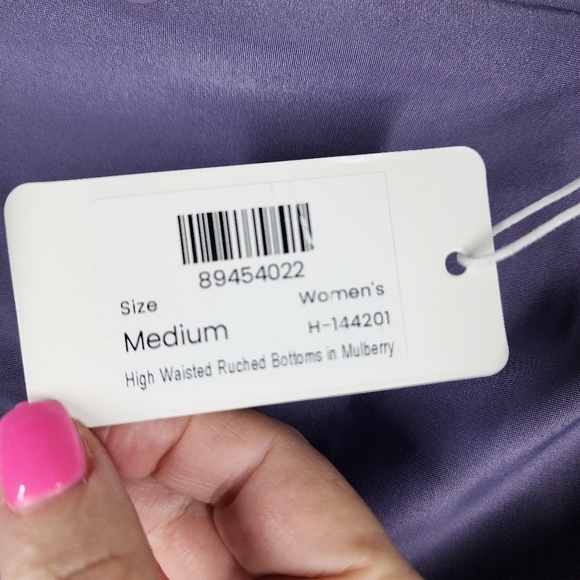 89454022
Size
Women's
Medium
H-144201
High Waisted Ruched Bottoms in Mulberry